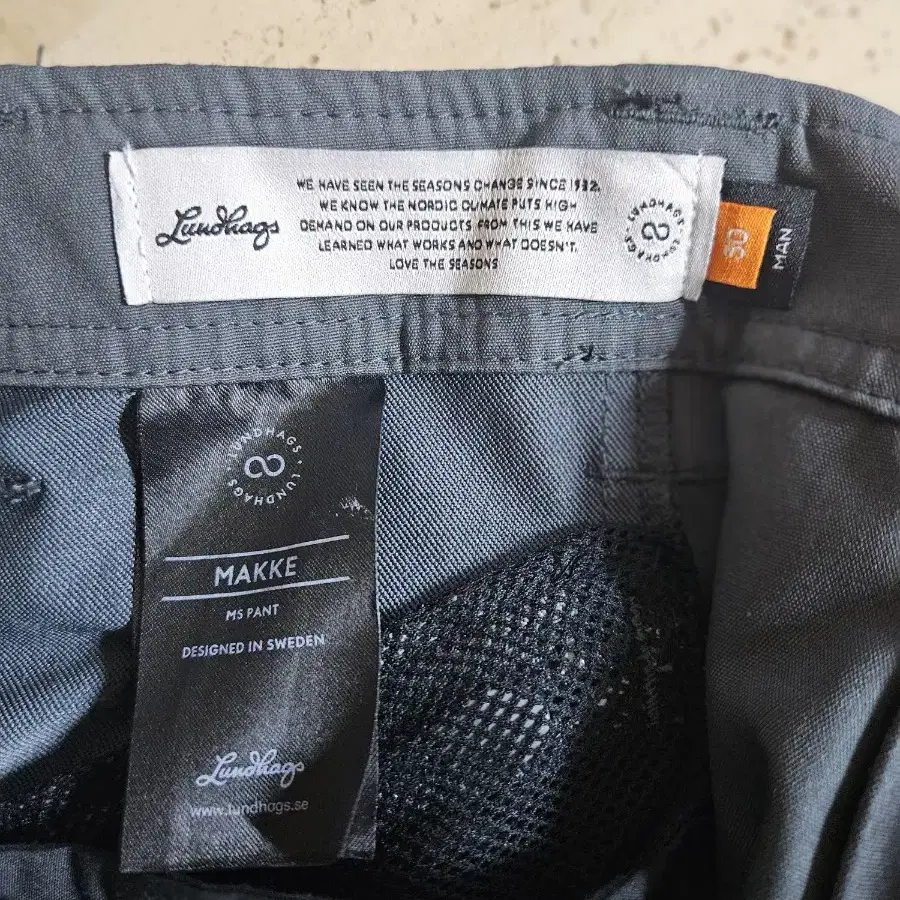 Lundhags
WE HAVE SEEN THE SEASONS CHANGE SINCE 1932.
WE KNOW THE NORDIC CLIMATE PUTS HIGH
DEMAND ON OUR PRODUCTS FROM THIS WE HAVE
LEARNED WHAT WORKS AND WHAT DOESN'T.
LOVE THE SEASONS
LUNDHAGS • LUNDHAGS •
50
MAN
LUNDHAGS • LUNDHAGS •
MAKKE
MS PANT
DESIGNED IN SWEDEN
Lundhags
www.lundhags.se